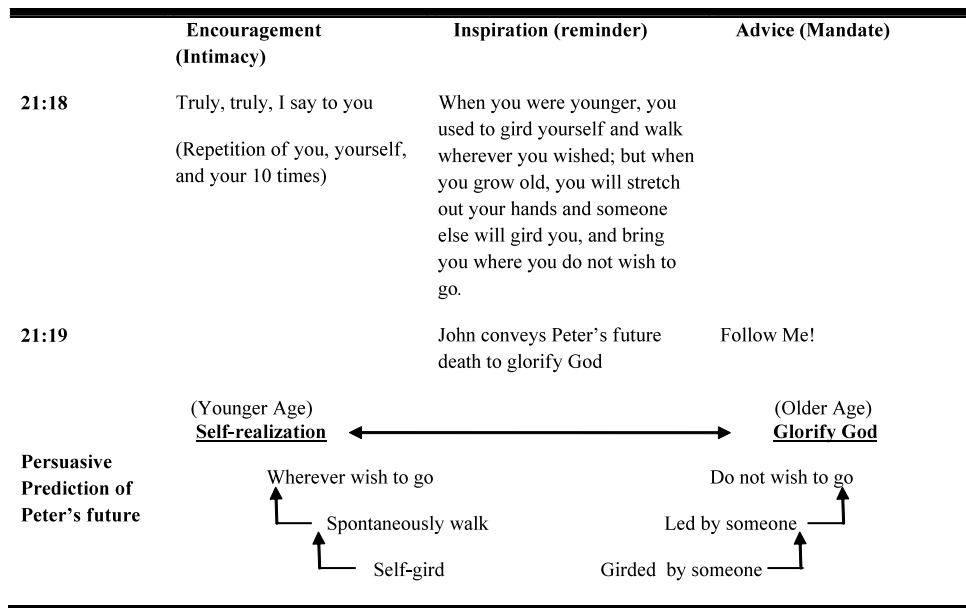 Encouragement
(Intimacy)
Inspiration (reminder)
Advice (Mandate)
21:18
Truly, truly, I say to you
(Repetition of you, yourself,
and your 10 times)
When you were younger, you
used to gird yourself and walk
wherever you wished; but when
you grow old, you will stretch
out your hands and someone
else will gird you, and bring
you where you do not wish to
go.
21:19
John conveys Peter’s future
death to glorify God
Follow Me!
(Younger Age)
Self-realization
(Older Age)
Glorify God
Persuasive
Prediction of
Peter’s future
Wherever wish to go
Spontaneously walk
Self-gird
Do not wish to go
Led by someone
Girded by someone